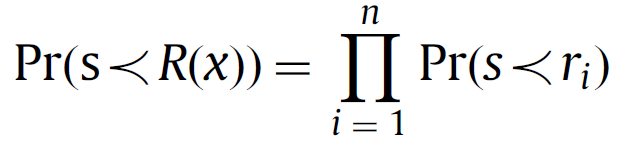 Pr(s≺R(x)) = ∏_{i = 1}^{n} Pr(s≺r_i)